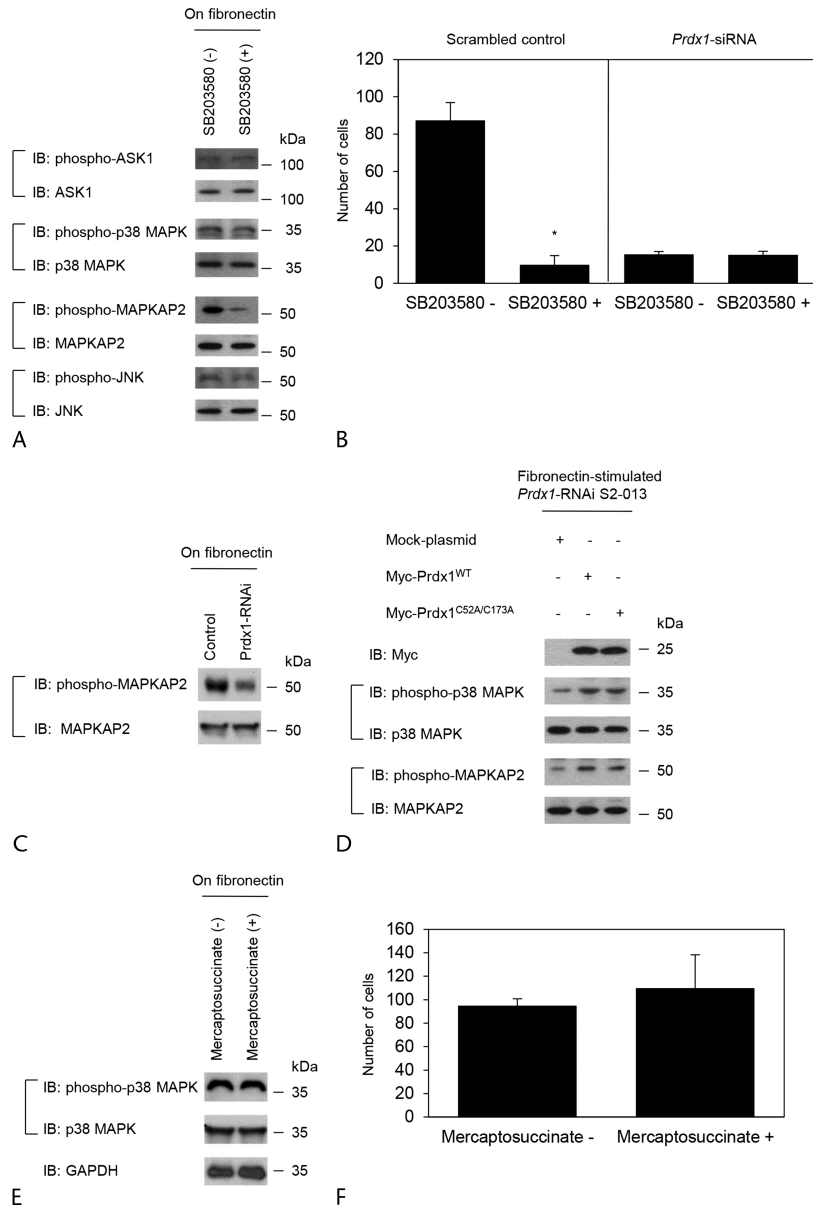 On fibronectin
SB203580 (-)
SB203580 (+)
kDa
IB: phospho-ASK1
100
IB: ASK1
100
IB: phospho-p38 MAPK
35
IB: p38 MAPK
35
IB: phospho-MAPKAP2
50
IB: MAPKAP2
50
IB: phospho-JNK
50
IB: JNK
50
A
Scrambled control
Prdx1-siRNA
Number of cells
120
100
80
60
40
20
0
*
SB203580 -
SB203580 +
SB203580 -
SB203580 +
B
On fibronectin
Control
Prdx1-RNAi
kDa
IB: phospho-MAPKAP2
50
IB: MAPKAP2
50
C
Fibronectin-stimulated
Prdx1-RNAi S2-013
Mock-plasmid + - -
Myc-Prdx1WT - + -
Myc-Prdx1C52A/C173A - - +
kDa
IB: Myc
25
IB: phospho-p38 MAPK
35
IB: p38 MAPK
35
IB: phospho-MAPKAP2
50
IB: MAPKAP2
50
D
On fibronectin
Mercaptosuccinate (-)
Mercaptosuccinate (+)
kDa
IB: phospho-p38 MAPK
35
IB: p38 MAPK
35
IB: GAPDH
35
E
Number of cells
160
140
120
100
80
60
40
20
0
Mercaptosuccinate -
Mercaptosuccinate +
F